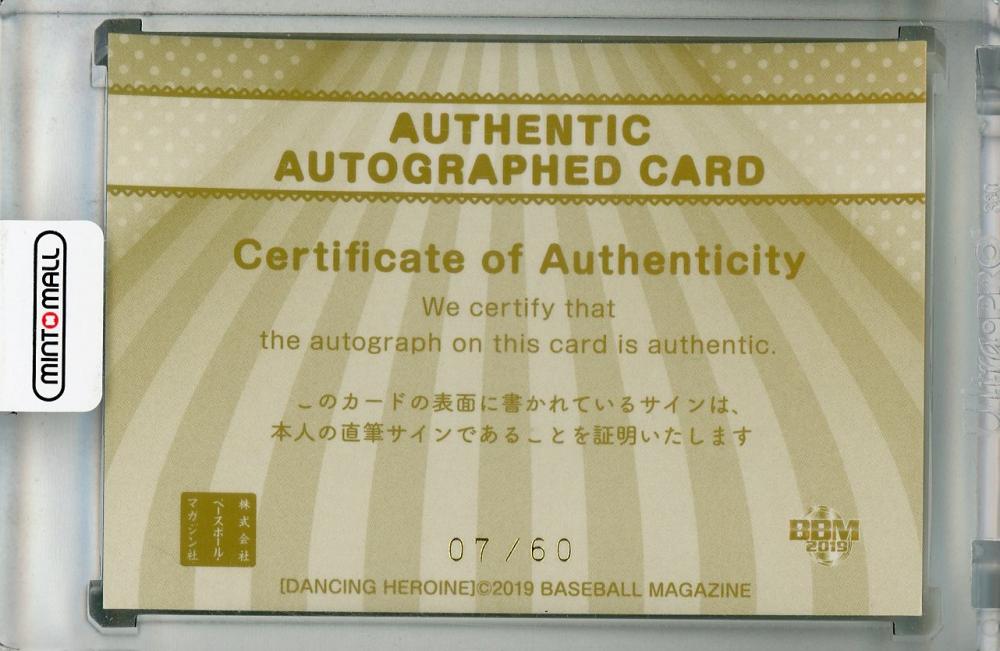 AUTHENTIC
AUTOGRAPHED CARD
Certificate of Authenticity
We certify that
the autograph on this card is authentic.
このカードの表面に書かれているサインは、
本人の直筆サインであることを証明いたします
株式会社
ベースボール・
マガジン社
07/60
BBM
2019
[DANCING HEROINE]©2019 BASEBALL MAGAZINE
MINTOMALL